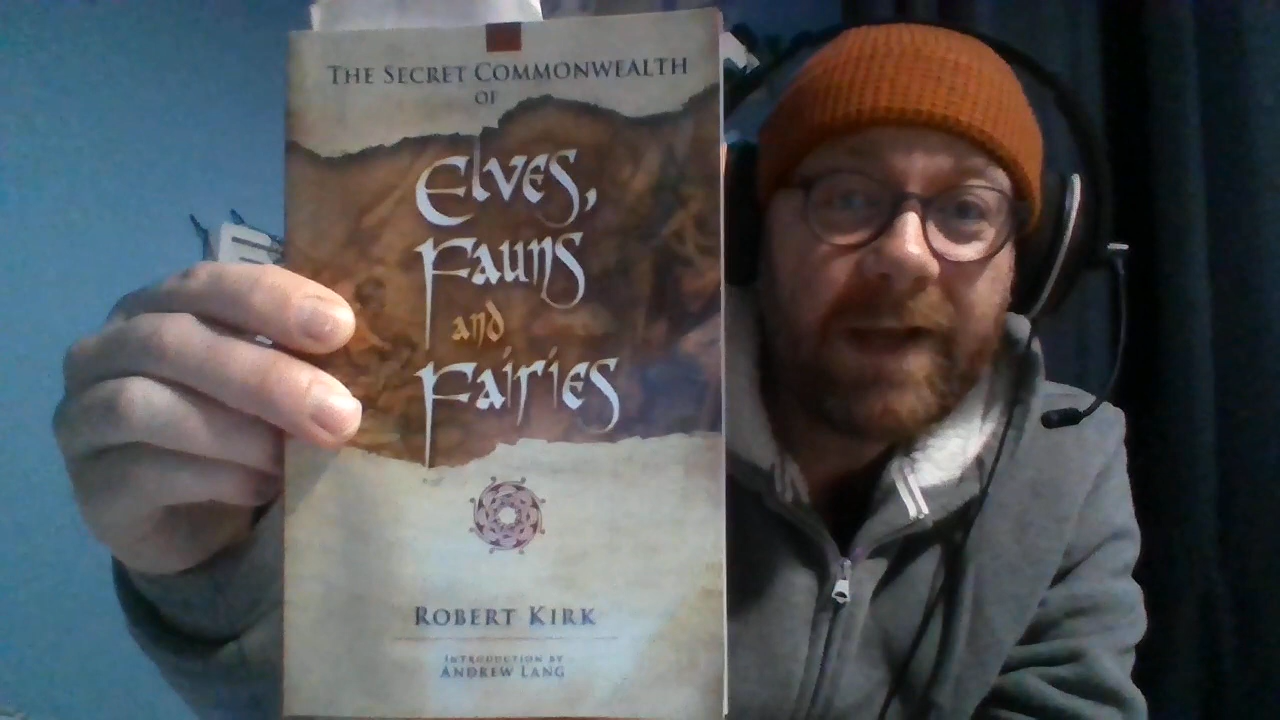 THE SECRET COMMONWEALTH
OF
Elves,
Fauns
and
Fairies
ROBERT KIRK
INTRODUCTION BY
ANDREW LANG